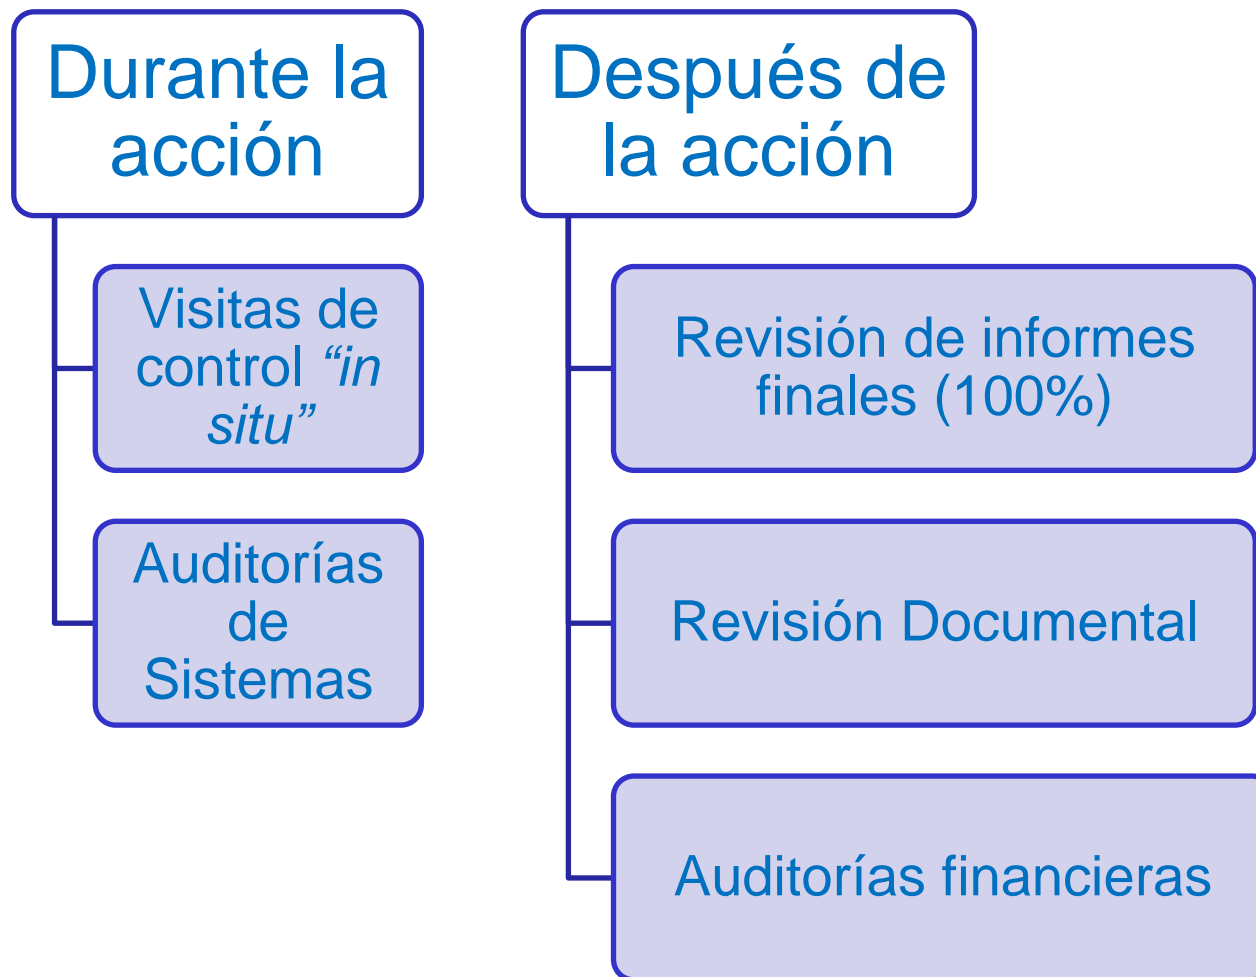 Durante la
acción
Visitas de
control “in
situ”
Auditorías
de
Sistemas
Después de
la acción
Revisión de informes
finales (100%)
Revisión Documental
Auditorías financieras